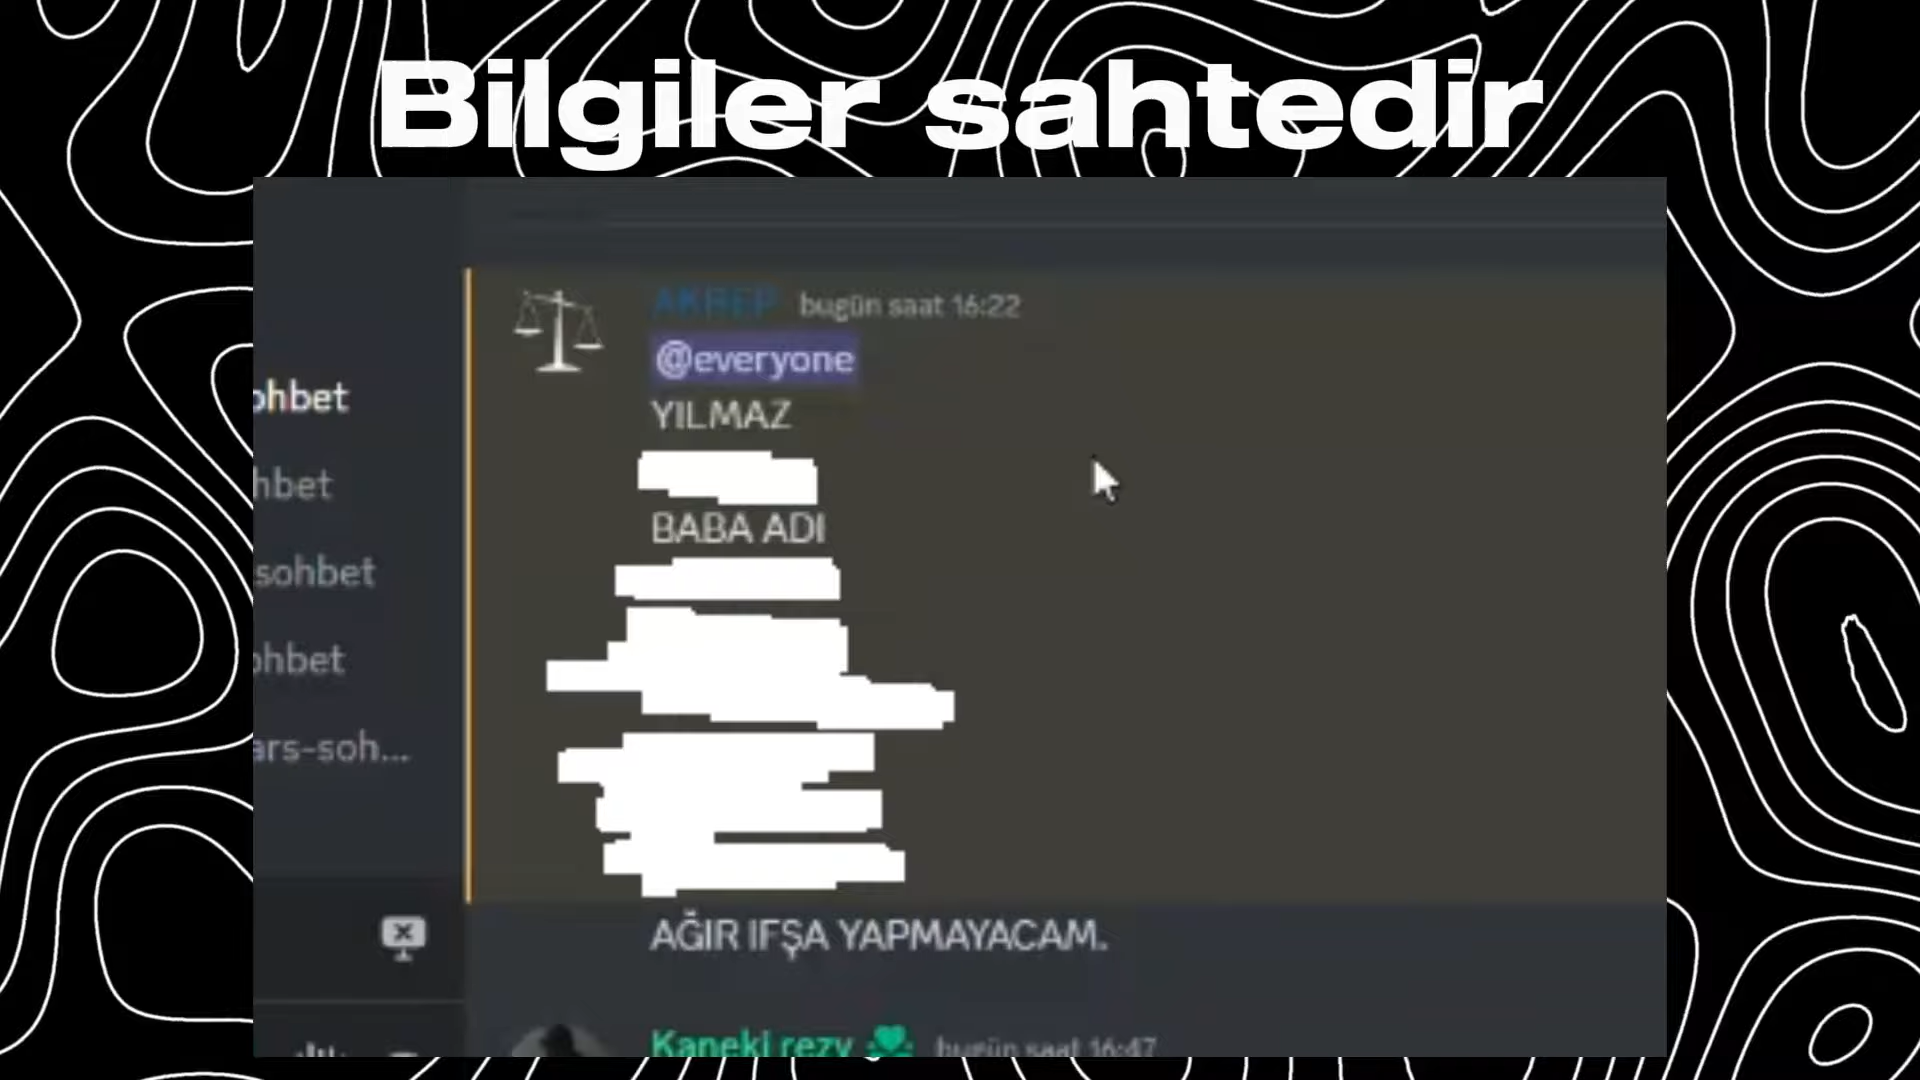 Bilgiler sahtedir
AKREP bugün saat 16:22
@everyone
YILMAZ
ohbet
hbet
BABA ADI
sohbet
ohbet
ars-soh...
AĞIR IFŞA YAPMAYACAM.
Kaneki rezy bugün saat 16:47